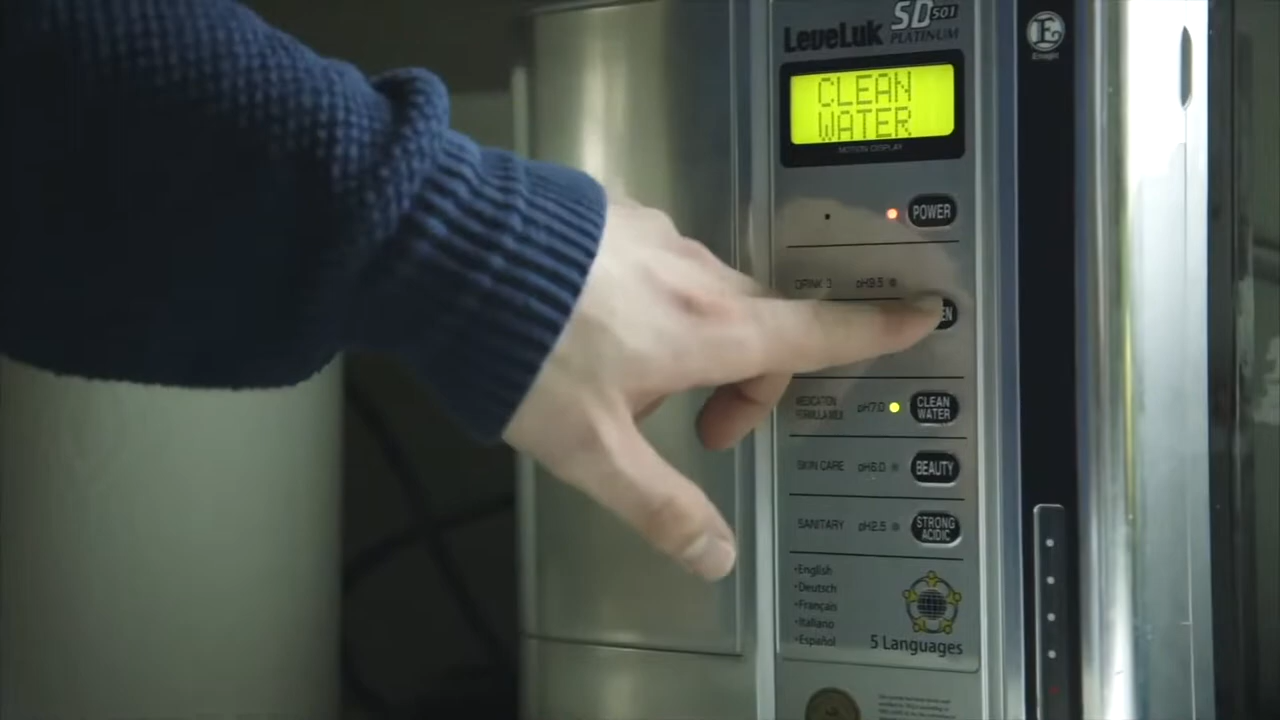 LeveLuk SD501
PLATINUM
E
Enagic
CLEAN
WATER
MOTION DISPLAY
POWER
DRINK 3 pH9.5
EN
MEDICATION
FORMULA MILK
pH7.0
CLEAN
WATER
SKIN CARE pH6.0 BEAUTY
SANITARY pH2.5
STRONG
ACIDIC
•English
•Deutsch
•Français
•Italiano
•Español
5 Languages